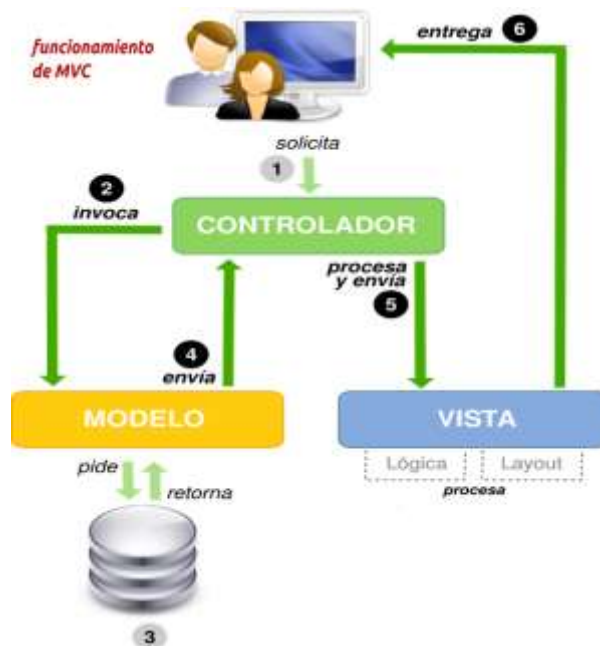 funcionamiento
de MVC
entrega 6
solicita
1
2
invoca
CONTROLADOR
procesa
y envía
5
4
envía
MODELO
VISTA
Lógica
Layout
procesa
pide
retorna
3